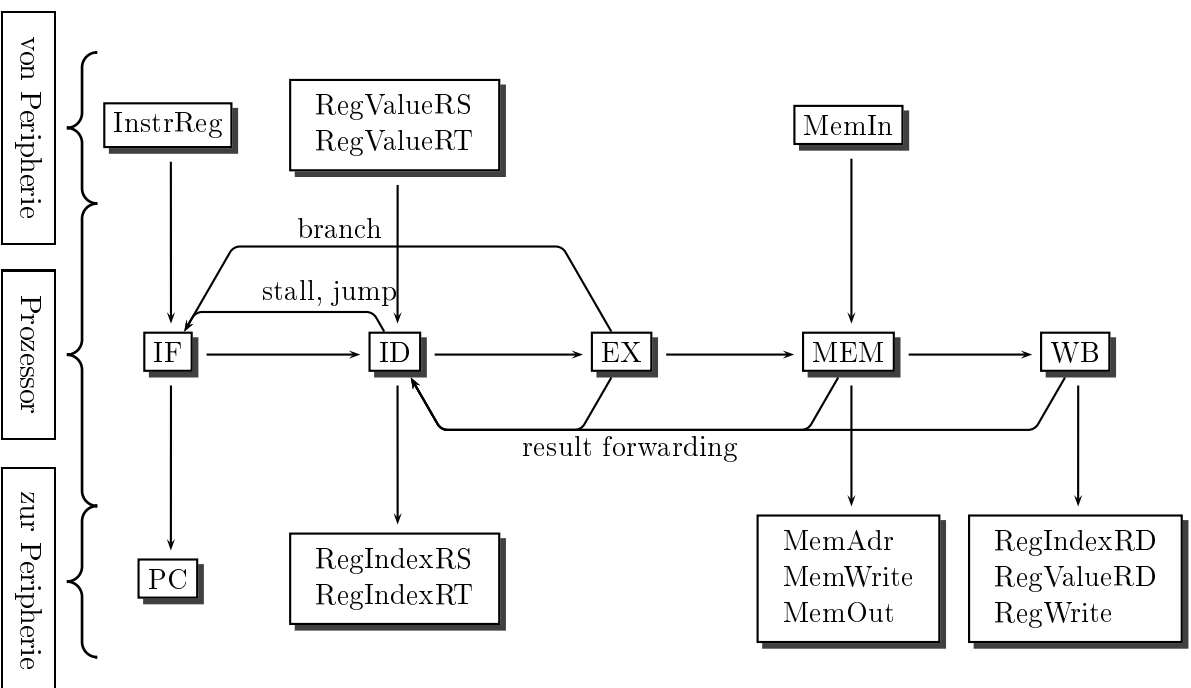 von Peripherie
InstrReg
RegValueRS
RegValueRT
MemIn
branch
stall, jump
Prozessor
IF
ID
EX
MEM
WB
result forwarding
zur Peripherie
PC
RegIndexRS
RegIndexRT
MemAdr
MemWrite
MemOut
RegIndexRD
RegValueRD
RegWrite